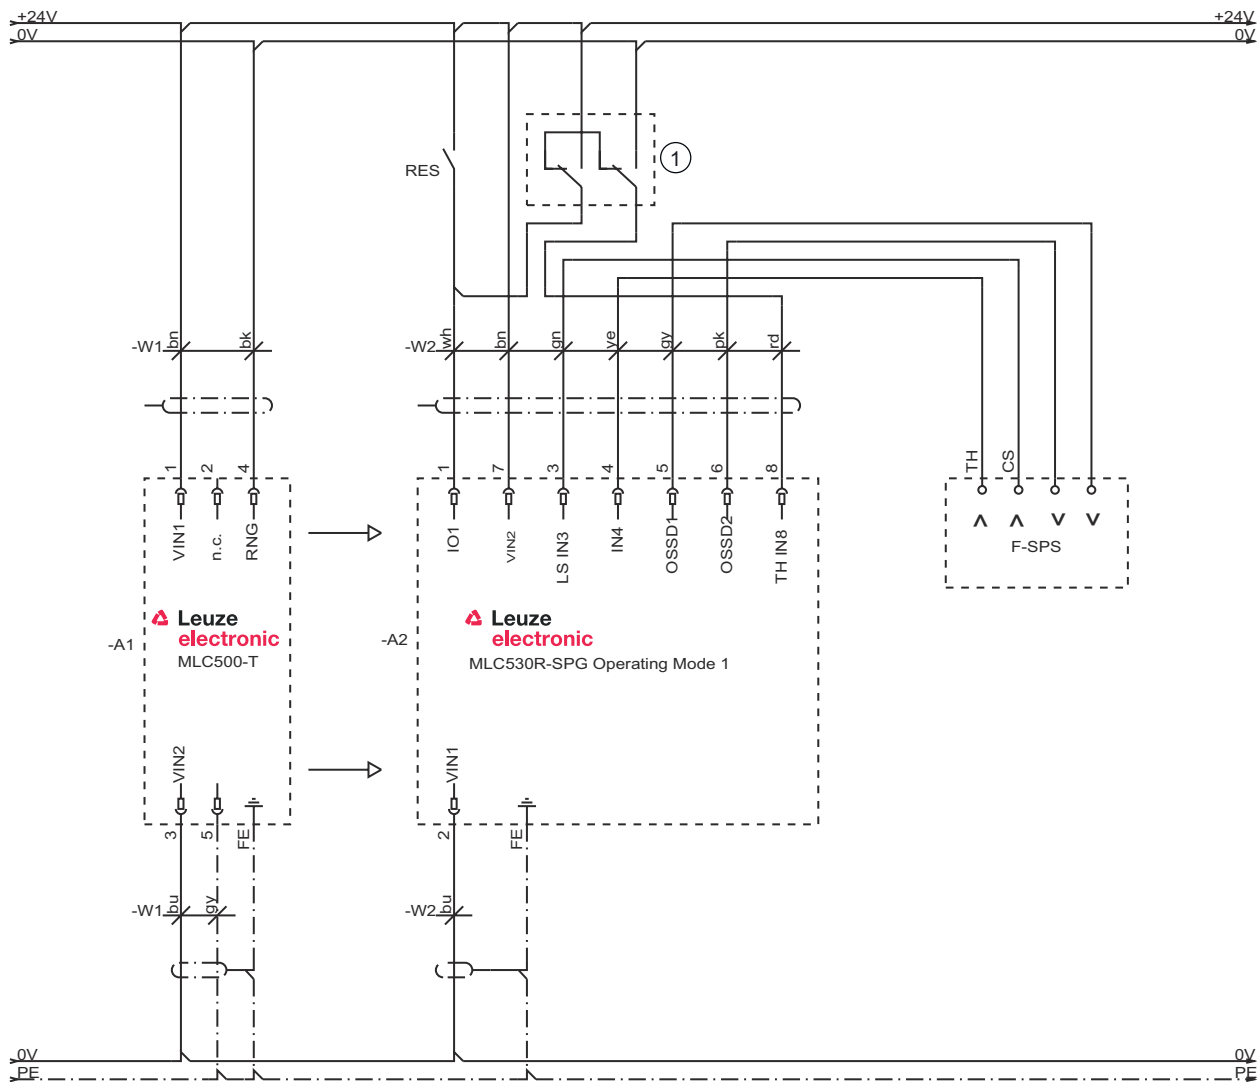 +24V +24V
0V 0V
1
RES
-W1 bn bk
-W2 wh bn gn ye gy pk rd
TH CS
1 2 4
1 7 3 4 5 6 8
VIN1 n.c. RNG
IO1 VIN2 LS IN3 IN4 OSSD1 OSSD2 TH IN8
F-SPS
Leuze
electronic
MLC500-T
-A1
Leuze
electronic
MLC530R-SPG Operating Mode 1
-A2
VIN2
VIN1
3 5 FE
2 FE
-W1 bu gy
-W2 bu
0V 0V
PE PE